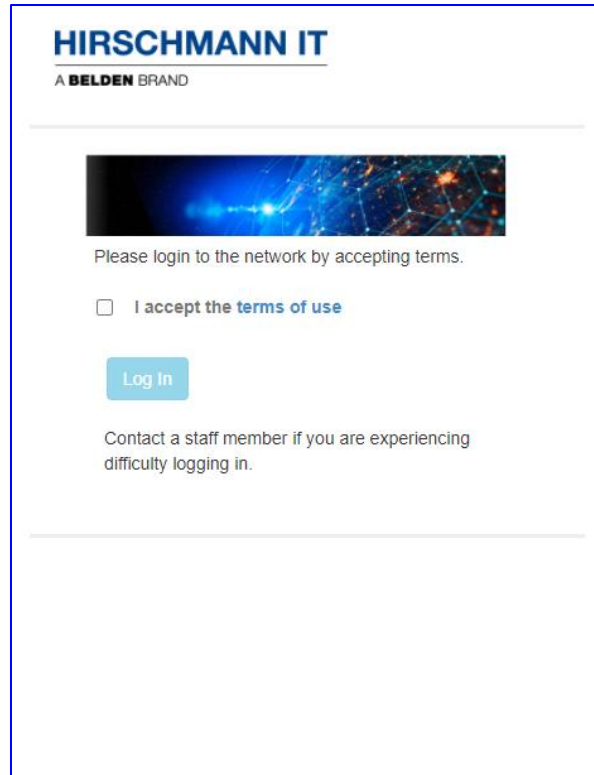 HIRSCHMANN IT
A BELDEN BRAND
Please login to the network by accepting terms.
I accept the terms of use
Log In
Contact a staff member if you are experiencing
difficulty logging in.